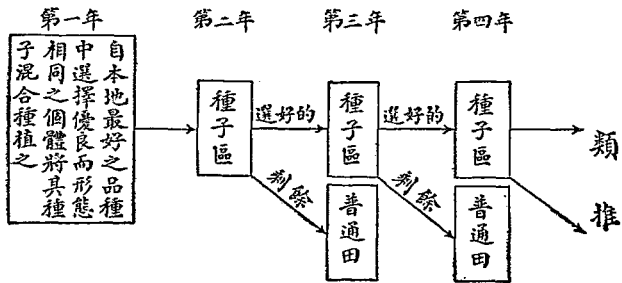 第一年
第二年
第三年
第四年
自本地最好之品種
中選擇優良而形態
相同之個體將其種
子混合種植之
種子區
選好的
種子區
選好的
種子區
類推
剩餘
剩餘
普通田
普通田